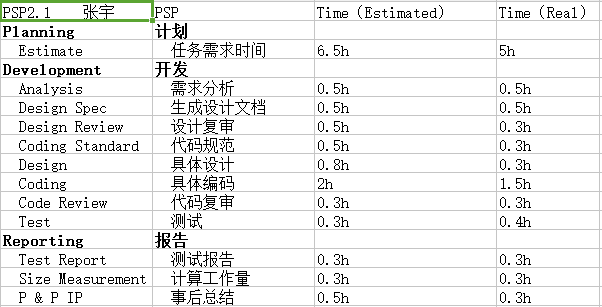 PSP2.1 张宇 PSP Time（Estimated） Time（Real）
Planning 计划
Estimate 任务需求时间 6.5h 5h
Development 开发
Analysis 需求分析 0.5h 0.5h
Design Spec 生成设计文档 0.5h 0.5h
Design Review 设计复审 0.5h 0.3h
Coding Standard 代码规范 0.5h 0.3h
Design 具体设计 0.8h 0.3h
Coding 具体编码 2h 1.5h
Code Review 代码复审 0.3h 0.3h
Test 测试 0.3h 0.4h
Reporting 报告
Test Report 测试报告 0.3h 0.3h
Size Measurement 计算工作量 0.3h 0.3h
P & P IP 事后总结 0.5h 0.3h